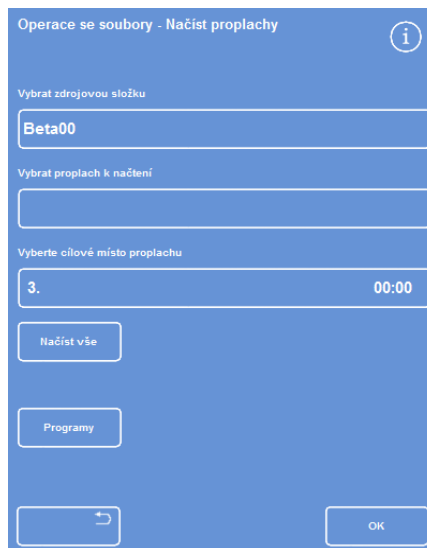 Operace se soubory - Načíst proplachy
i
Vybrat zdrojovou složku
Beta00
Vybrat proplach k načtení
Vyberte cílové místo proplachu
3. 00:00
Načíst vše
Programy
OK